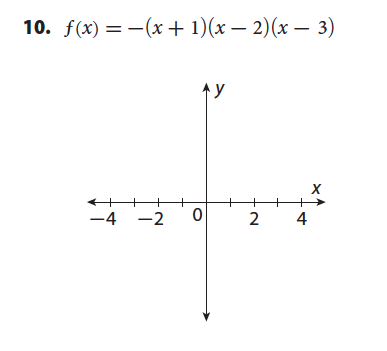 10. f(x) = −(x + 1)(x − 2)(x − 3)
y
x
−4 −2 0 2 4